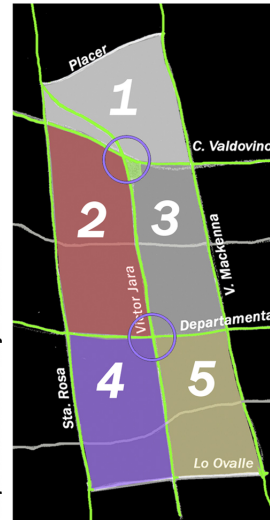 Placer
1
C. Valdovino
2
3
V. Mackenna
Victor Jara
Departamenta
4
5
Sta. Rosa
Lo Ovalle